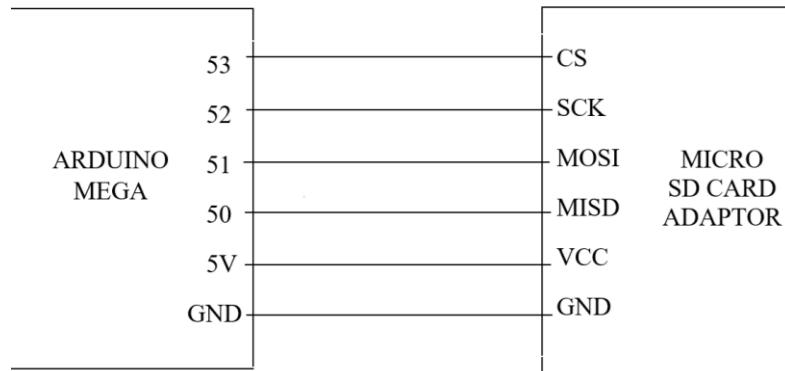 53
CS
52
SCK
ARDUINO
MEGA
51
MOSI
MICRO
SD CARD
ADAPTOR
50
MISD
5V
VCC
GND
GND